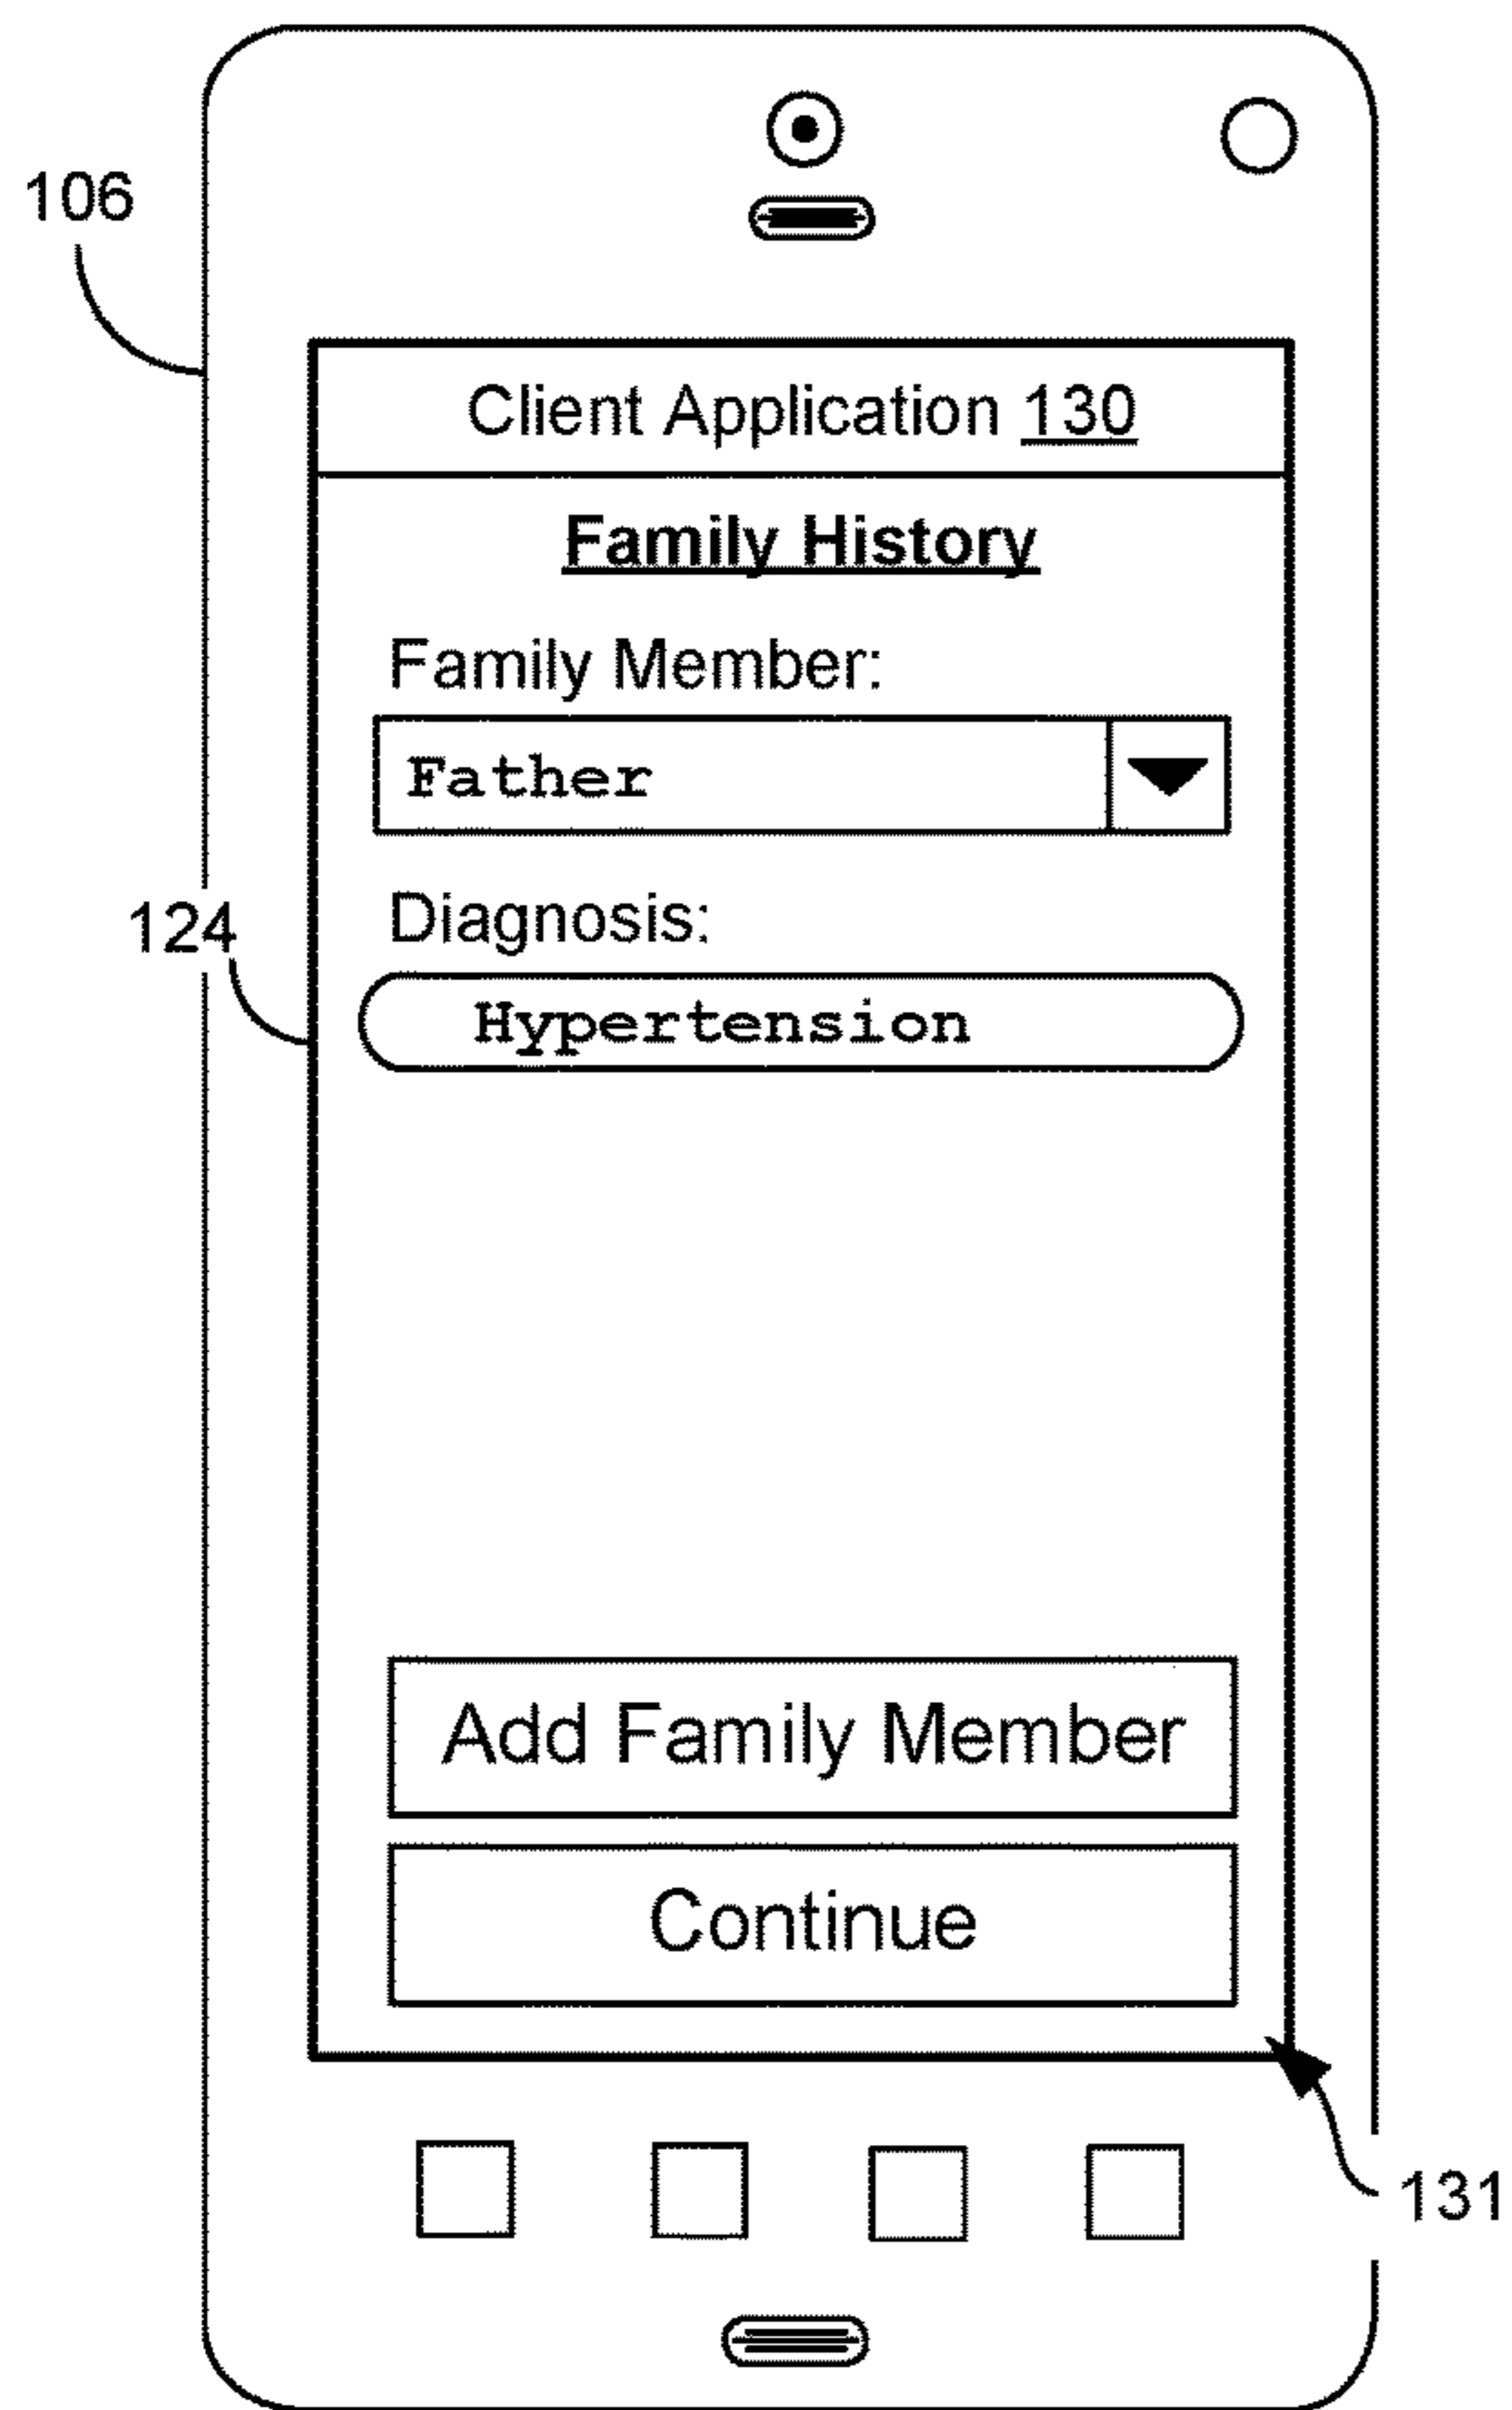 106
Client Application 130
Family History
Family Member:
Father
124
Diagnosis:
Hypertension
Add Family Member
Continue
131